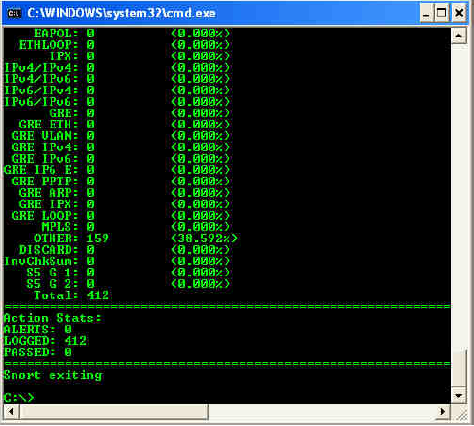 C:\WINDOWS\system32\cmd.exe
EAPOL: 0 (0.000%)
ETHLOOP: 0 (0.000%)
IPX: 0 (0.000%)
IPv4/IPv4: 0 (0.000%)
IPv4/IPv6: 0 (0.000%)
IPv6/IPv4: 0 (0.000%)
IPv6/IPv6: 0 (0.000%)
GRE: 0 (0.000%)
GRE ETH: 0 (0.000%)
GRE VLAN: 0 (0.000%)
GRE IPv4: 0 (0.000%)
GRE IPv6: 0 (0.000%)
GRE IP6 E: 0 (0.000%)
GRE PPTP: 0 (0.000%)
GRE ARP: 0 (0.000%)
GRE IPX: 0 (0.000%)
GRE LOOP: 0 (0.000%)
MPLS: 0 (0.000%)
OTHER: 159 (38.592%)
DISCARD: 0 (0.000%)
InvChkSum: 0 (0.000%)
S5 G 1: 0 (0.000%)
S5 G 2: 0 (0.000%)
Total: 412
===============================================================================
Action Stats:
ALERTS: 0
LOGGED: 412
PASSED: 0
===============================================================================
Snort exiting
C:\>